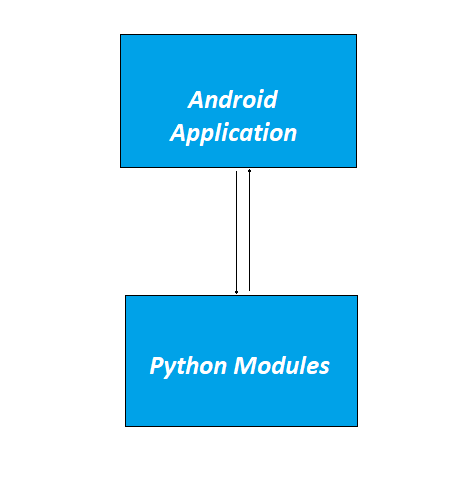 Android
Application
Python Modules